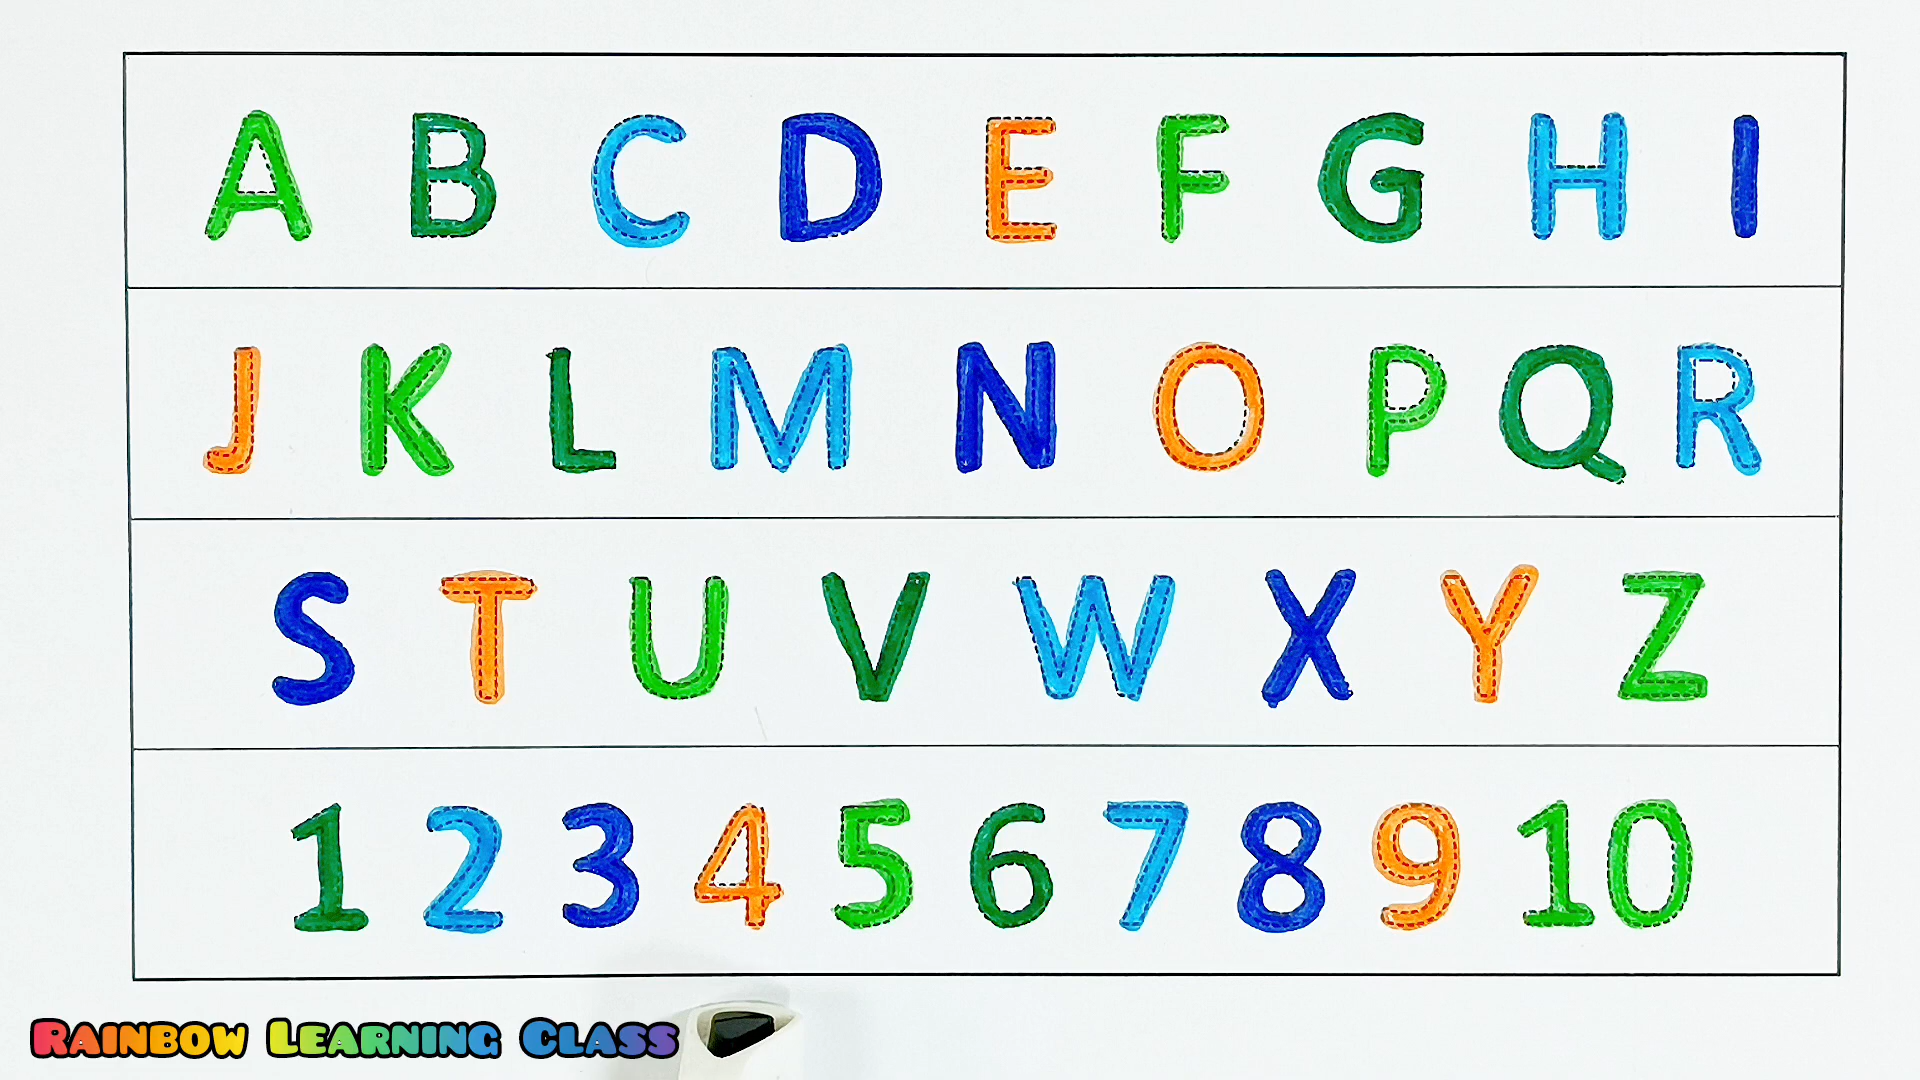 A B C D E F G H I
J K L M N O P Q R
S T U V W X Y Z
1 2 3 4 5 6 7 8 9 10
Rainbow Learning Class